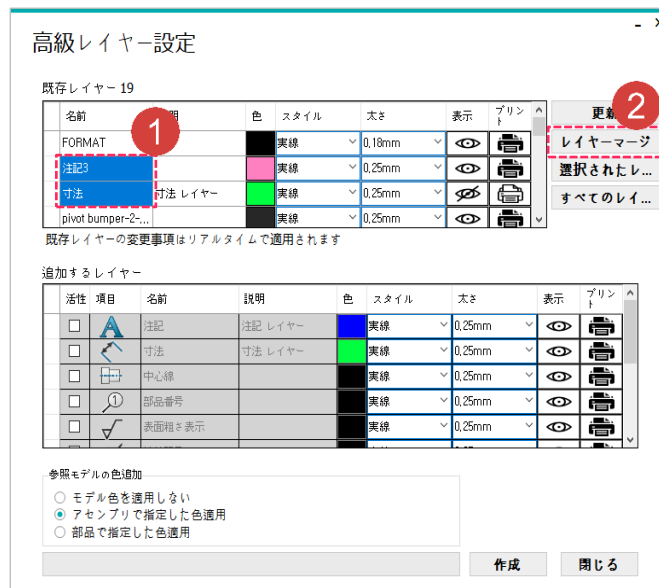 高級レイヤー設定
既存レイヤー 19
名前 色 スタイル 太さ 表示 プリント
1
2
FORMAT 実線 0,18mm
レイヤーマージ
注記3 実線 0,25mm
選択されたレ...
寸法 寸法 レイヤー 実線 0,25mm
すべてのレイ...
pivot bumper-2-... 実線 0,25mm
既存レイヤーの変更事項はリアルタイムで適用されます
追加するレイヤー
活性 項目 名前 説明 色 スタイル 太さ 表示 プリント
A 注記 注記 レイヤー 実線 0,25mm
寸法 寸法 レイヤー 実線 0,25mm
中心線 実線 0,25mm
1 部品番号 実線 0,25mm
表面粗さ表示 実線 0,25mm
参照モデルの色追加
モデル色を適用しない
アセンブリで指定した色適用
部品で指定した色適用
作成 閉じる